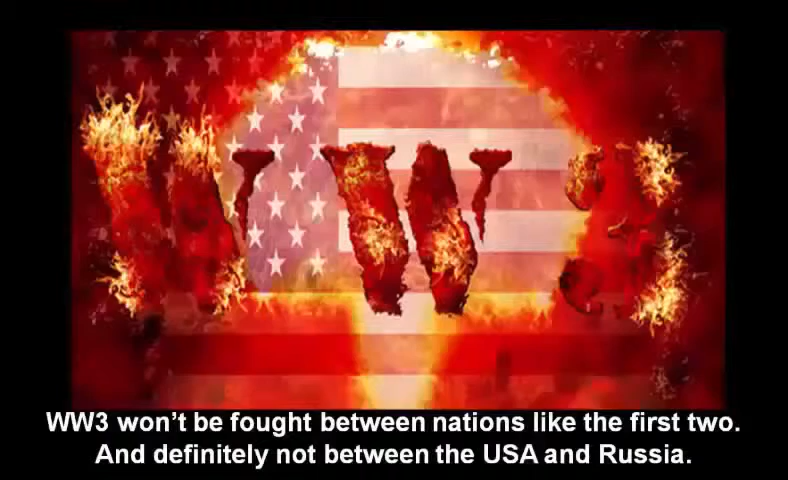 WW3
WW3 won't be fought between nations like the first two.
And definitely not between the USA and Russia.